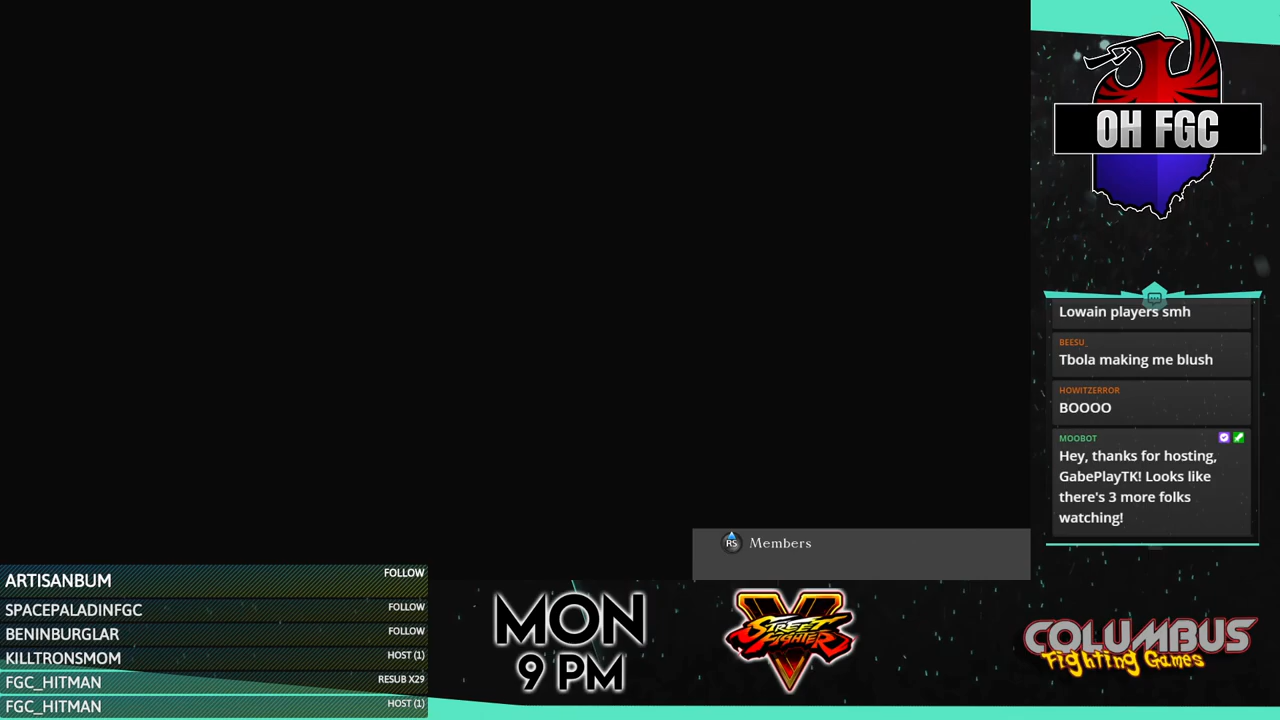 OH FGC
Lowain players smh
BEESU_
Tbola making me blush
HOWITZERROR
BOOOO
MOOBOT
Hey, thanks for hosting,
GabePlayTK! Looks like
there's 3 more folks
watching!
RS Members
ARTISANBUM FOLLOW
SPACEPALADINFGC FOLLOW
BENINBURGLAR FOLLOW
KILLTRONSMOM HOST (1)
FGC_HITMAN RESUB X29
FGC_HITMAN HOST (1)
MON
9 PM
V
STREET
FIGHTER
COLUMBUS
Fighting Games